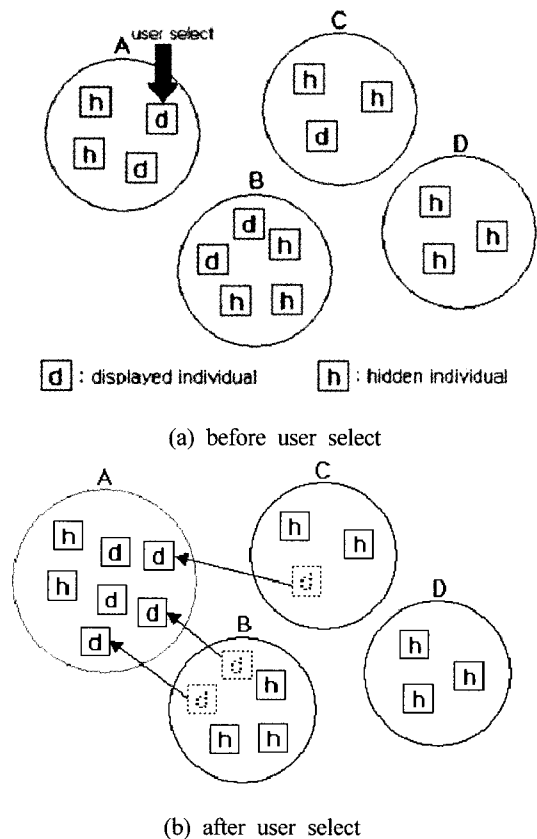 user select
A
h
d
h
d
C
h
h
d
B
d
h
d
h
h
D
h
h
h
d : displayed individual
h : hidden individual
(a) before user select
A
h
d
d
h
d
d
d
C
h
h
d
B
d
h
d
h
h
D
h
h
h
(b) after user select